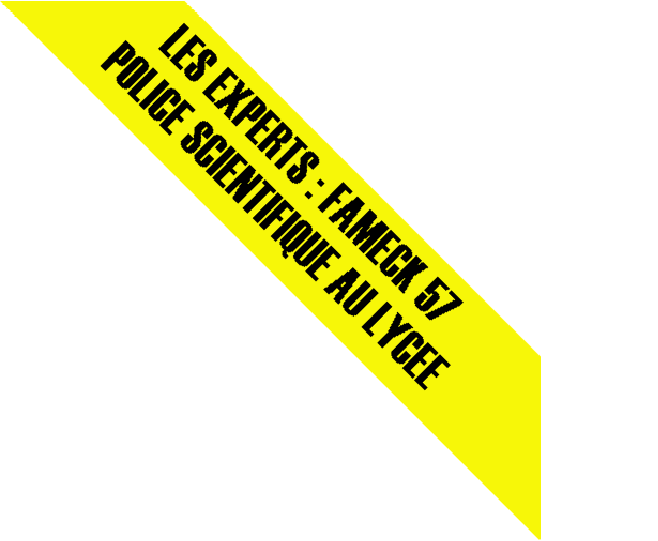 LES EXPERTS : FAMECK 57
POLICE SCIENTIFIQUE AU LYCEE